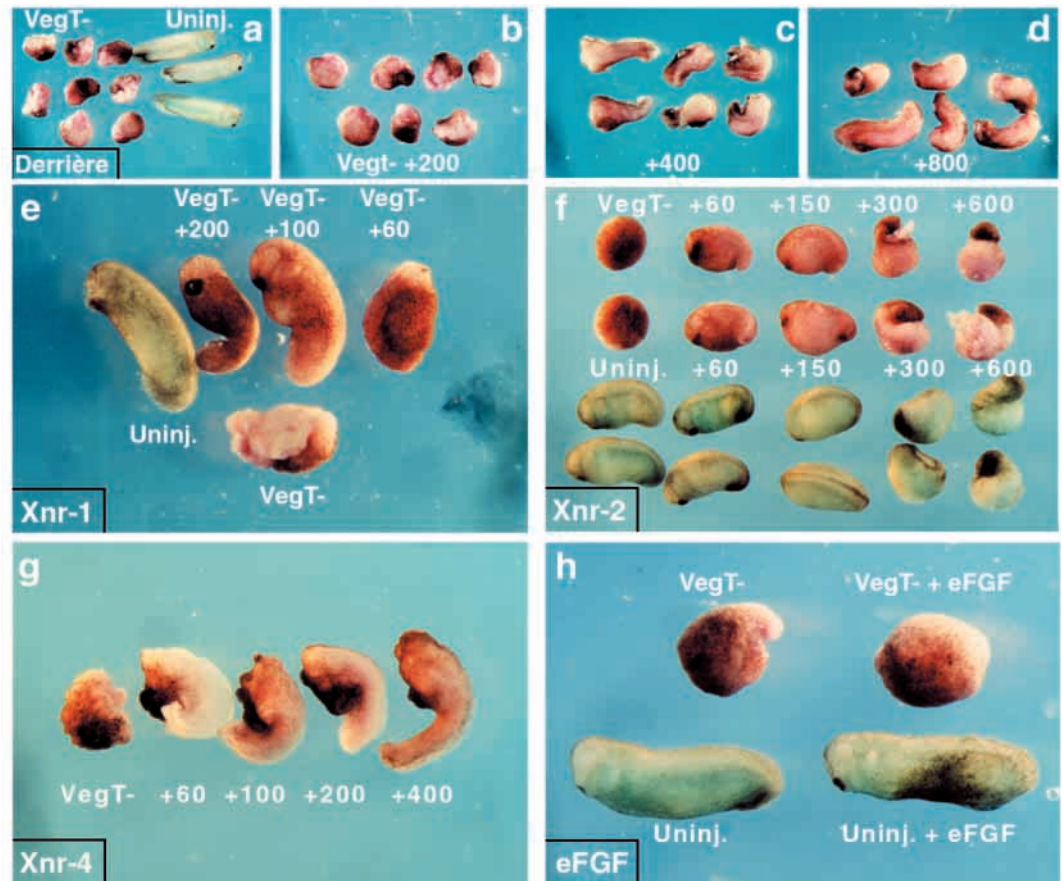 VegT- Uninj. a
Derrière
b
Vegt- +200
c
+400
d
+800
e
VegT- VegT- VegT-
+200 +100 +60
Uninj.
VegT-
Xnr-1
f
VegT- +60 +150 +300 +600
Uninj. +60 +150 +300 +600
Xnr-2
g
VegT- +60 +100 +200 +400
Xnr-4
h
VegT- VegT- + eFGF
Uninj. Uninj. + eFGF
eFGF